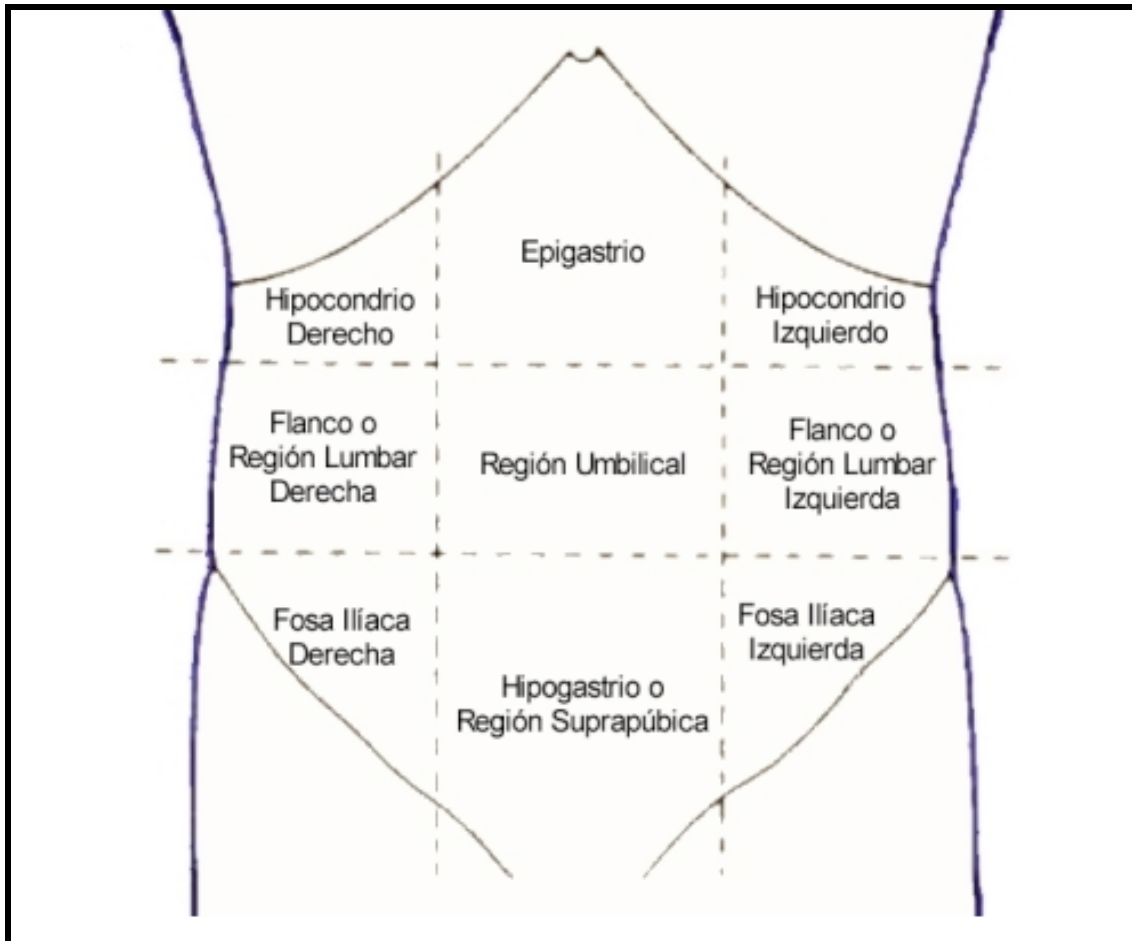 Epigastrio
Hipocondrio
Derecho
Hipocondrio
Izquierdo
Flanco o
Región Lumbar
Derecha
Región Umbilical
Flanco o
Región Lumbar
Izquierda
Fosa Ilíaca
Derecha
Fosa Ilíaca
Izquierda
Hipogastrio o
Región Suprapúbica